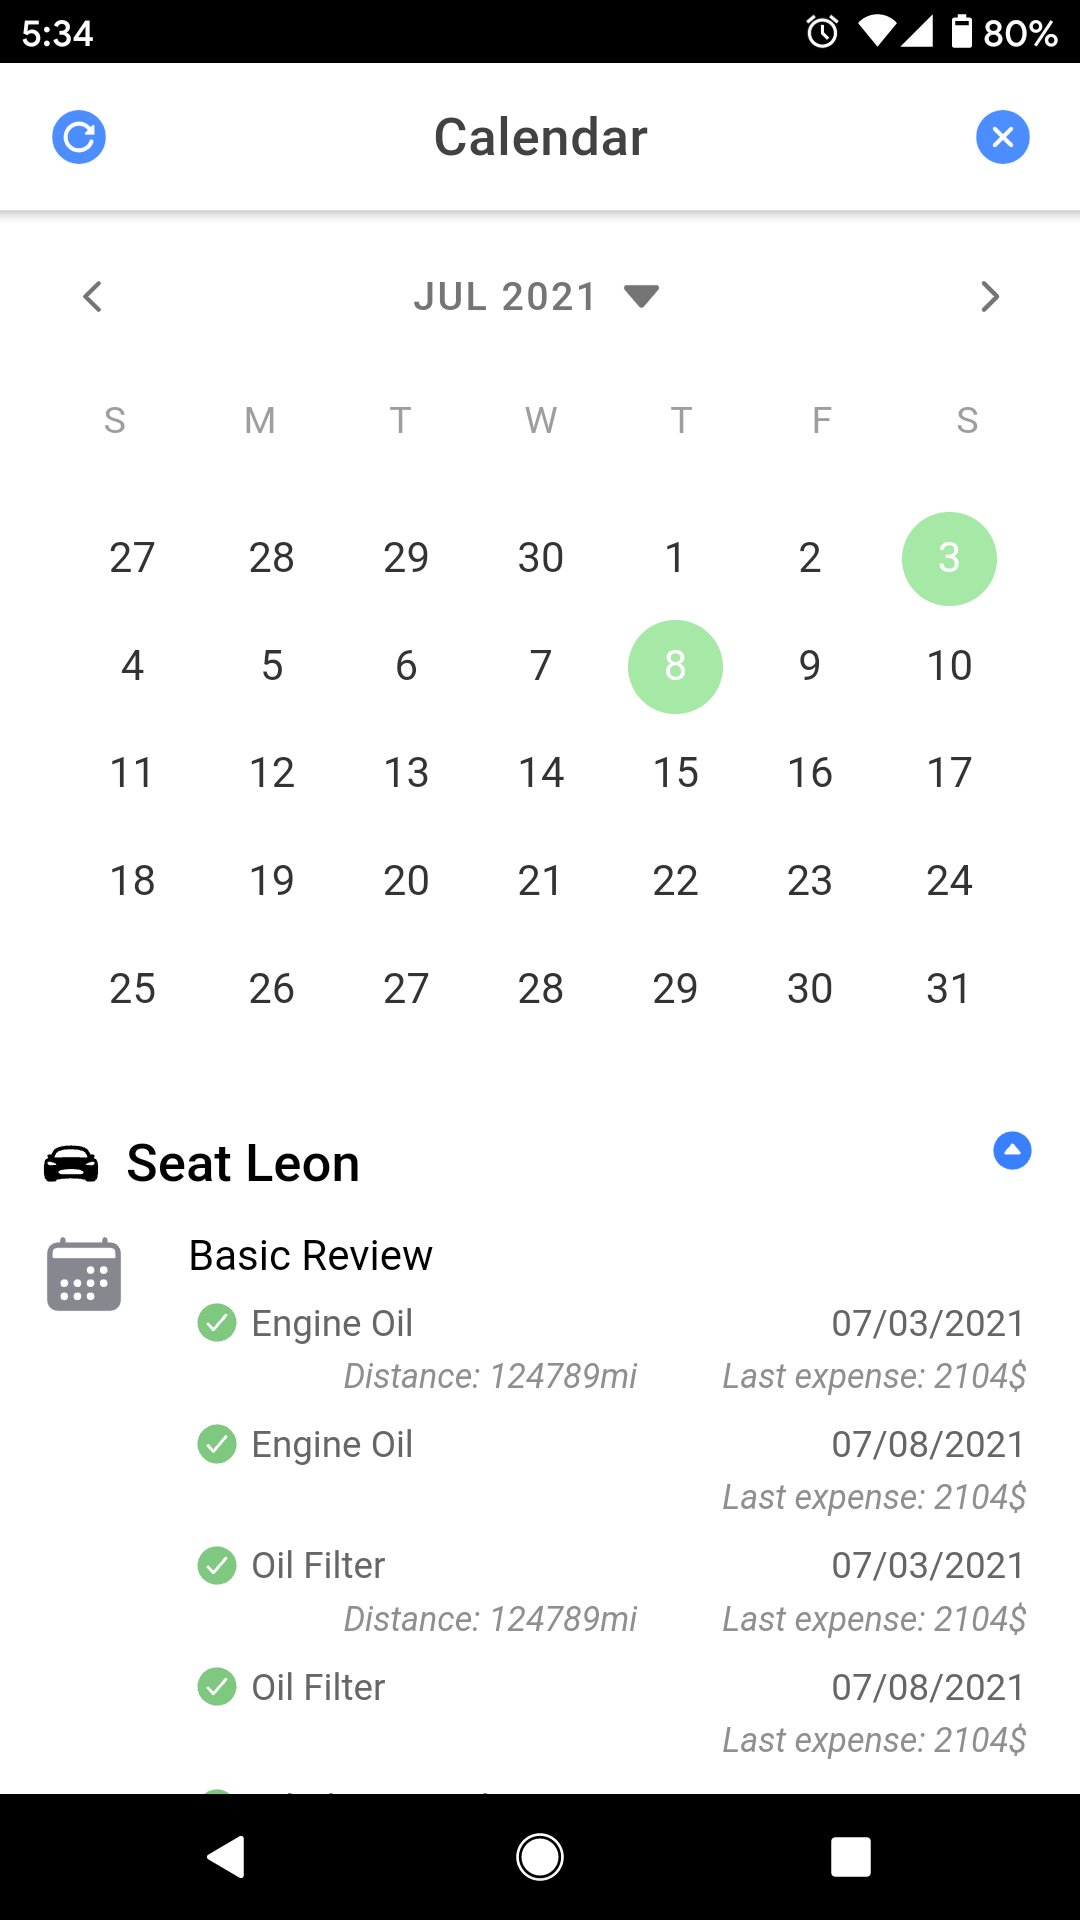 5:34 80%
Calendar
JUL 2021
S M T W T F S
27 28 29 30 1 2 3
4 5 6 7 8 9 10
11 12 13 14 15 16 17
18 19 20 21 22 23 24
25 26 27 28 29 30 31
Seat Leon
Basic Review
Engine Oil 07/03/2021
Distance: 124789mi Last expense: 2104$
Engine Oil 07/08/2021
Last expense: 2104$
Oil Filter 07/03/2021
Distance: 124789mi Last expense: 2104$
Oil Filter 07/08/2021
Last expense: 2104$